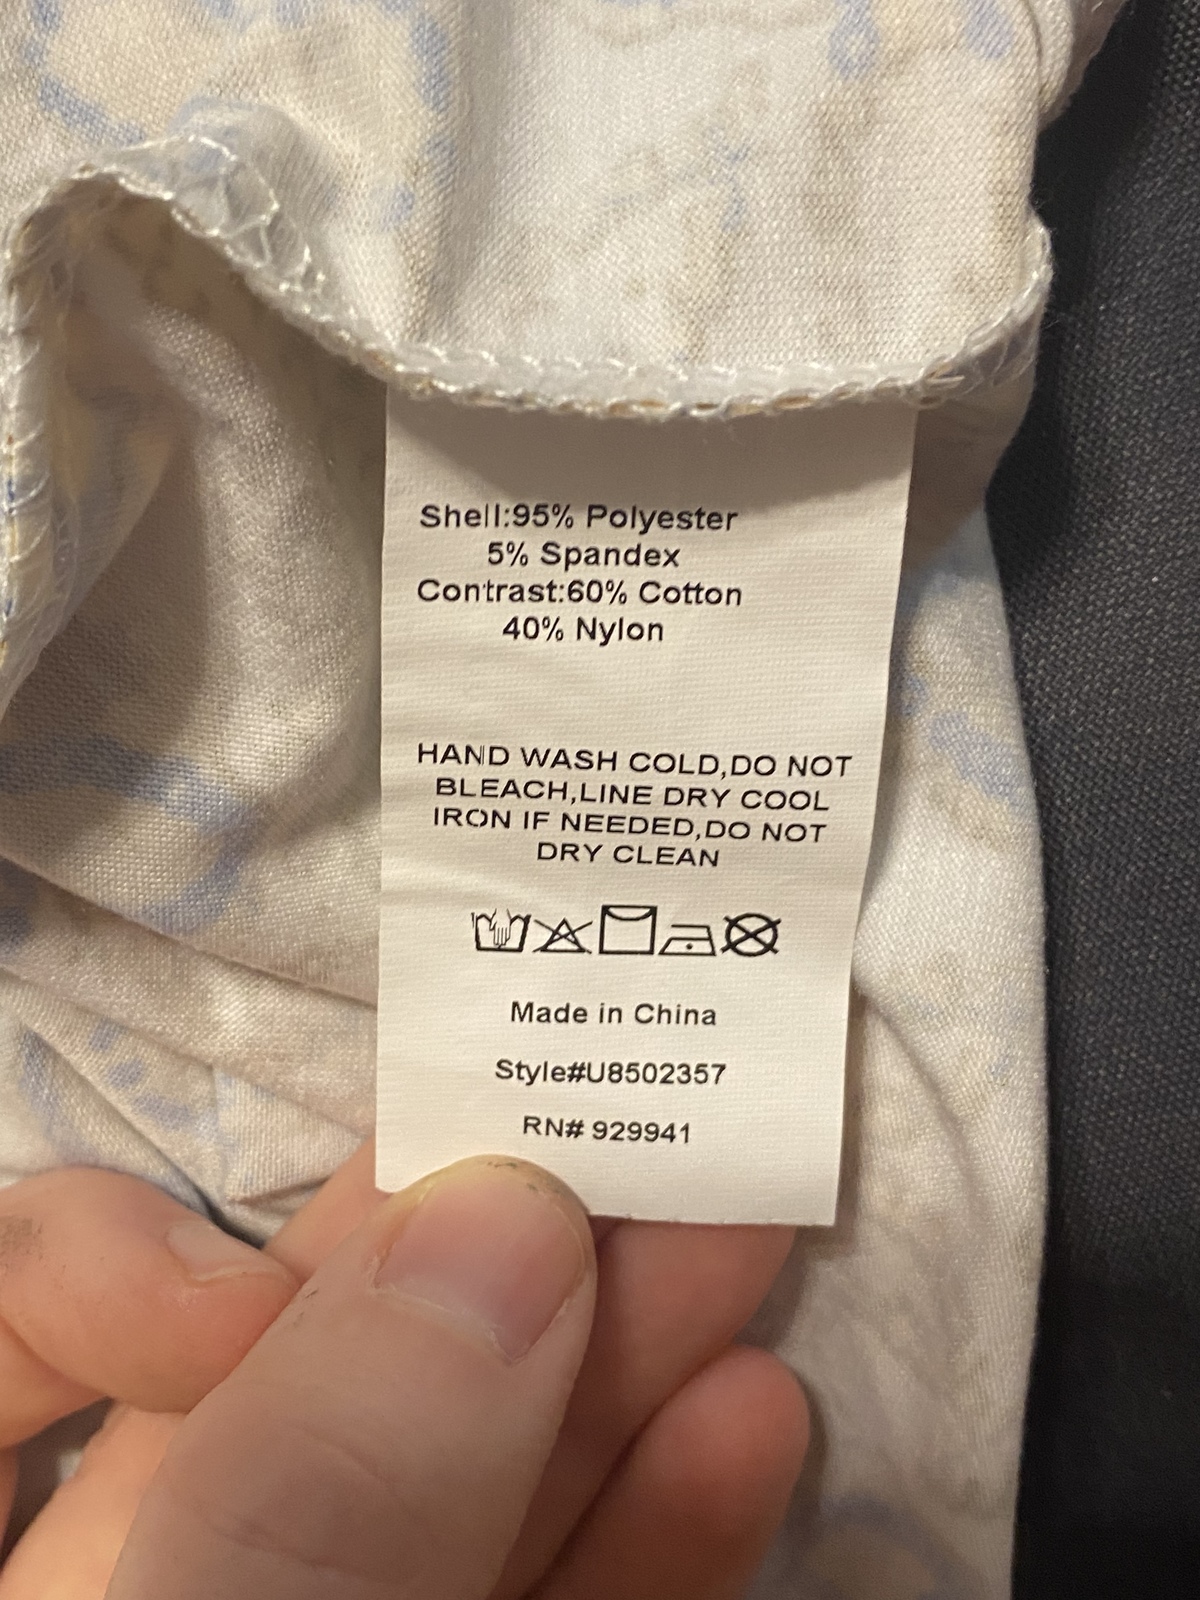 Shell:95% Polyester
5% Spandex
Contrast:60% Cotton
40% Nylon
HAND WASH COLD,DO NOT
BLEACH,LINE DRY COOL
IRON IF NEEDED,DO NOT
DRY CLEAN
Made in China
Style#U8502357
RN# 929941